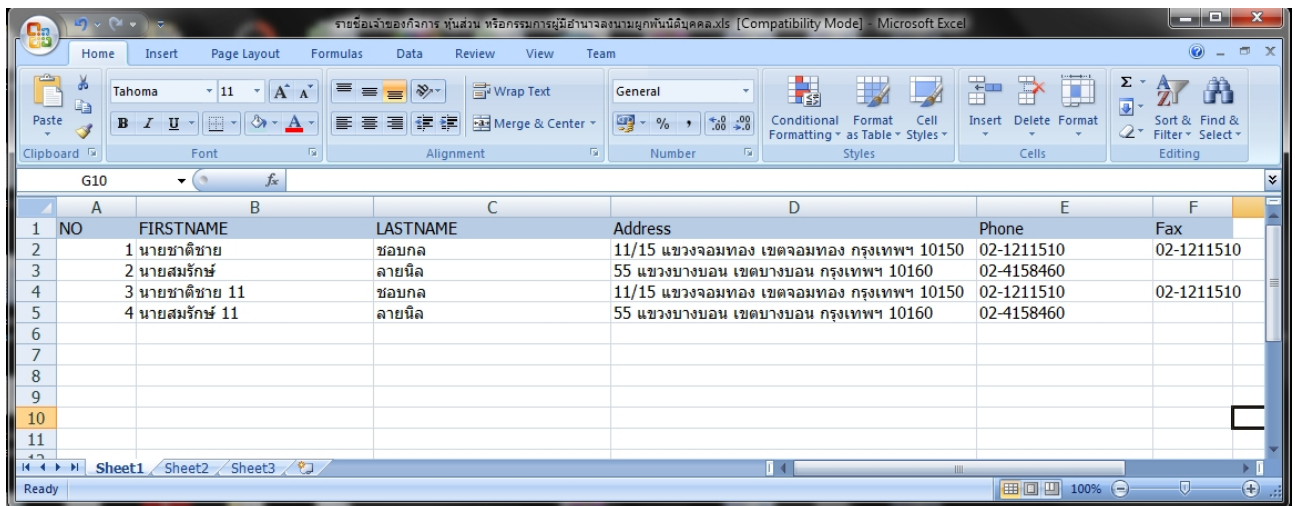 รายชื่อเจ้าของกิจการ หุ้นส่วน หรือกรรมการผู้มีอำนาจลงนามผูกพันนิติบุคคล.xls [Compatibility Mode] - Microsoft Excel
Home Insert Page Layout Formulas Data Review View Team
Tahoma 11 A A Wrap Text General
Paste B I U A Merge & Center % , .0 .00 .00 .0 Conditional Formatting Format as Table Cell Styles Insert Delete Format Σ Sort & Filter Find & Select
Clipboard Font Alignment Number Styles Cells Editing
G10 fx
A B C D E F
1 NO FIRSTNAME LASTNAME Address Phone Fax
2 1 นายชาติชาย ชอบกล 11/15 แขวงจอมทอง เขตจอมทอง กรุงเทพฯ 10150 02-1211510 02-1211510
3 2 นายสมรักษ์ ลายนิล 55 แขวงบางบอน เขตบางบอน กรุงเทพฯ 10160 02-4158460
4 3 นายชาติชาย 11 ชอบกล 11/15 แขวงจอมทอง เขตจอมทอง กรุงเทพฯ 10150 02-1211510 02-1211510
5 4 นายสมรักษ์ 11 ลายนิล 55 แขวงบางบอน เขตบางบอน กรุงเทพฯ 10160 02-4158460
6
7
8
9
10
11
Sheet1 Sheet2 Sheet3
Ready 100%